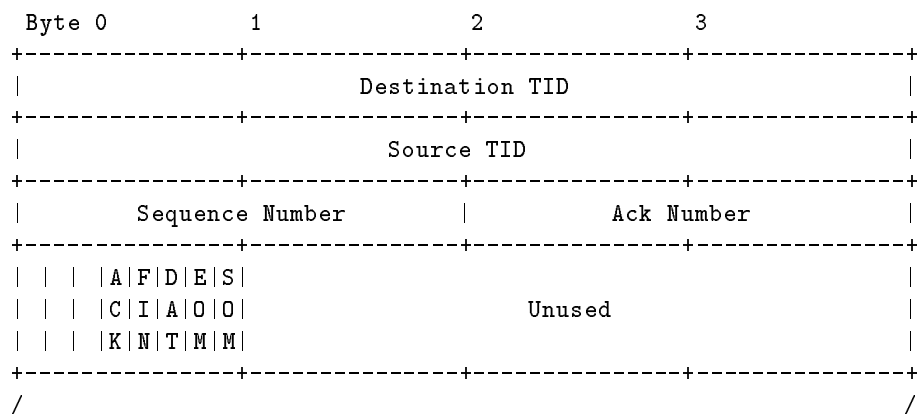 Byte 0 1 2 3
+---------------+---------------+---------------+---------------+
| Destination TID |
+---------------+---------------+---------------+---------------+
| Source TID |
+---------------+---------------+---------------+---------------+
| Sequence Number | Ack Number |
+---------------+---------------+---------------+---------------+
| | | |A|F|D|E|S| |
| | | |C|I|A|O|O| Unused |
| | | |K|N|T|M|M| |
+---------------+---------------+---------------+---------------+
/ /